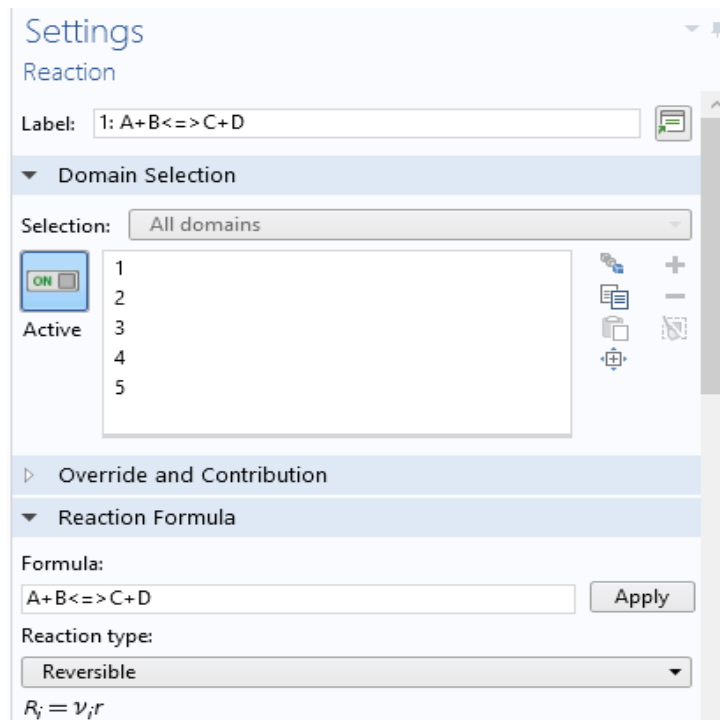 Settings
Reaction
Label: 1: A+B<=>C+D
Domain Selection
Selection: All domains
ON
Active
1
2
3
4
5
Override and Contribution
Reaction Formula
Formula:
A+B<=>C+D Apply
Reaction type:
Reversible
Rᵢ = νᵢr